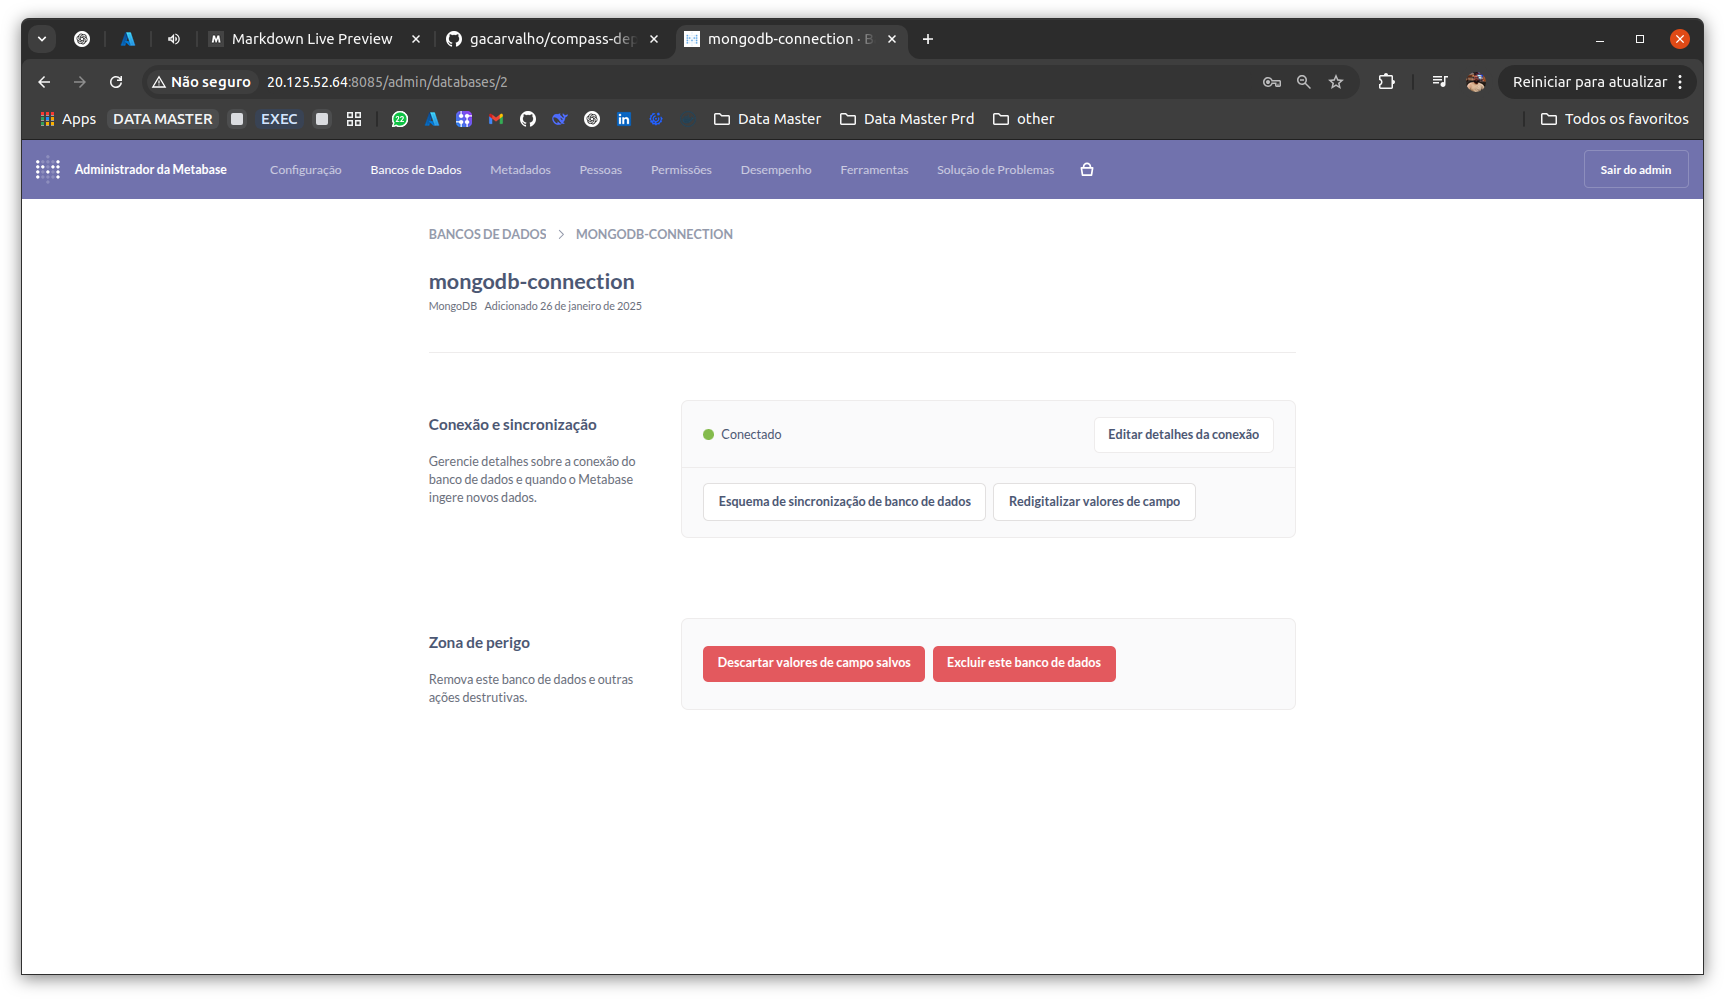 Markdown Live Preview
gacarvalho/compass-dep
mongodb-connection · B
Não seguro
20.125.52.64:8085/admin/databases/2
Reiniciar para atualizar
Apps
DATA MASTER
EXEC
22
in
Data Master
Data Master Prd
other
Todos os favoritos
Administrador da Metabase
Configuração
Bancos de Dados
Metadados
Pessoas
Permissões
Desempenho
Ferramentas
Solução de Problemas
Sair do admin
BANCOS DE DADOS > MONGODB-CONNECTION
mongodb-connection
MongoDB Adicionado 26 de janeiro de 2025
Conexão e sincronização
Gerencie detalhes sobre a conexão do
banco de dados e quando o Metabase
ingere novos dados.
Conectado
Editar detalhes da conexão
Esquema de sincronização de banco de dados
Redigitalizar valores de campo
Zona de perigo
Remova este banco de dados e outras
ações destrutivas.
Descartar valores de campo salvos
Excluir este banco de dados